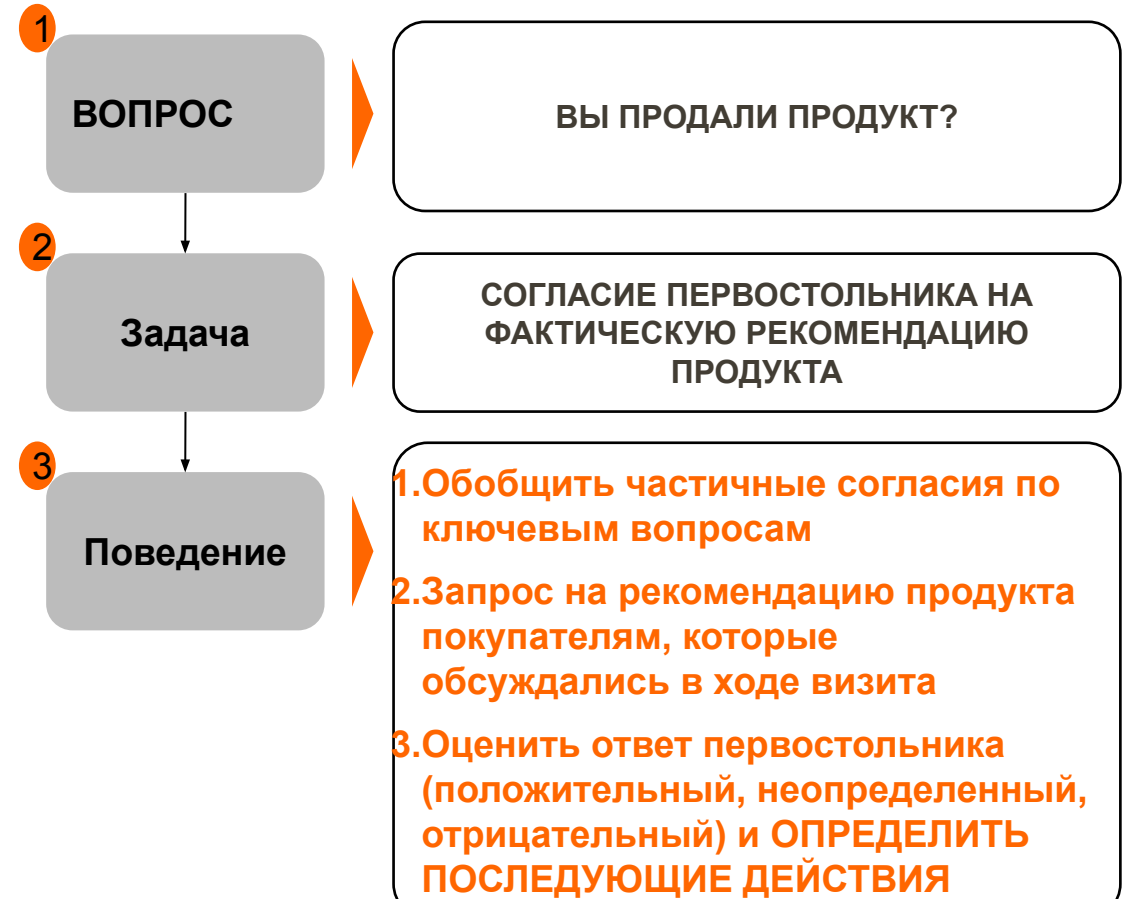 1
ВОПРОС
ВЫ ПРОДАЛИ ПРОДУКТ?
2
Задача
СОГЛАСИЕ ПЕРВОСТОЛЬНИКА НА
ФАКТИЧЕСКУЮ РЕКОМЕНДАЦИЮ
ПРОДУКТА
3
Поведение
1.Обобщить частичные согласия по
ключевым вопросам
2.Запрос на рекомендацию продукта
покупателям, которые
обсуждались в ходе визита
3.Оценить ответ первостольника
(положительный, неопределенный,
отрицательный) и ОПРЕДЕЛИТЬ
ПОСЛЕДУЮЩИЕ ДЕЙСТВИЯ